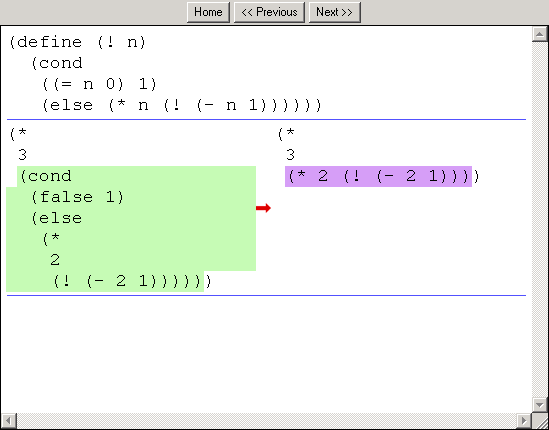 Home << Previous Next >>
(define (! n)
(cond
((= n 0) 1)
(else (* n (! (- n 1))))))
(*
3
(cond
(false 1)
(else
(*
2
(! (- 2 1))))))
(*
3
(* 2 (! (- 2 1))))